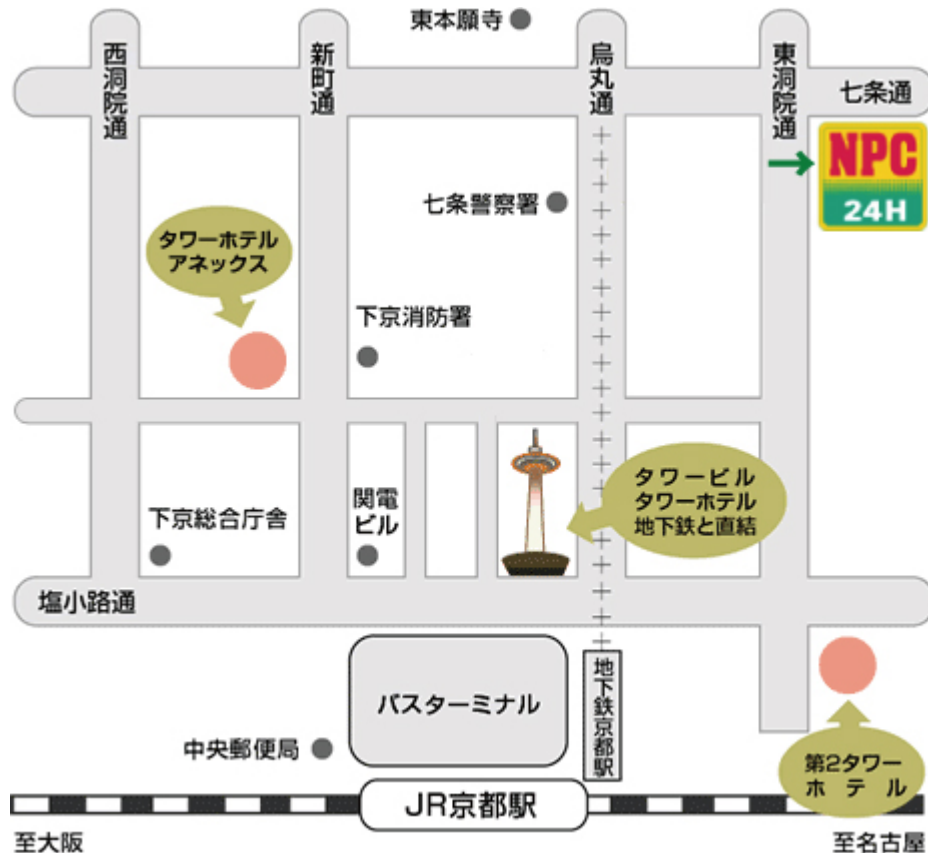 東本願寺
西洞院通
新町通
烏丸通
東洞院通
七条通
NPC
24H
七条警察署
タワーホテル
アネックス
下京消防署
タワービル
タワーホテル
地下鉄と直結
関電
ビル
下京総合庁舎
塩小路通
バスターミナル
地下鉄京都駅
中央郵便局
第2タワー
ホテル
JR京都駅
至大阪
至名古屋